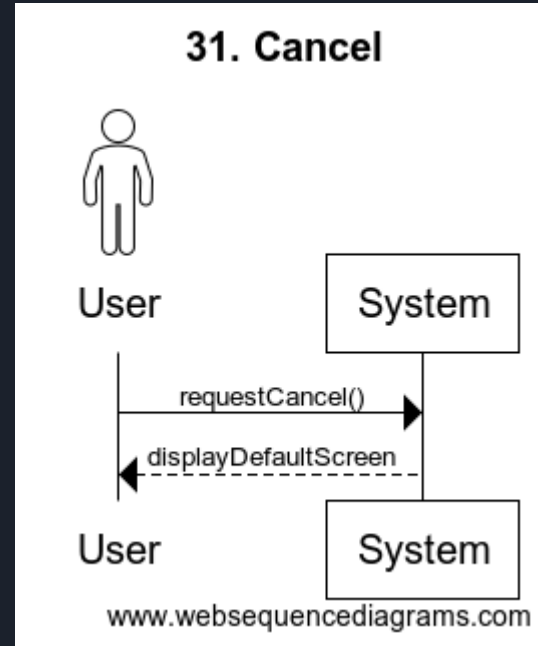 31. Cancel
User
System
requestCancel()
displayDefaultScreen
User
System
www.websequencediagrams.com